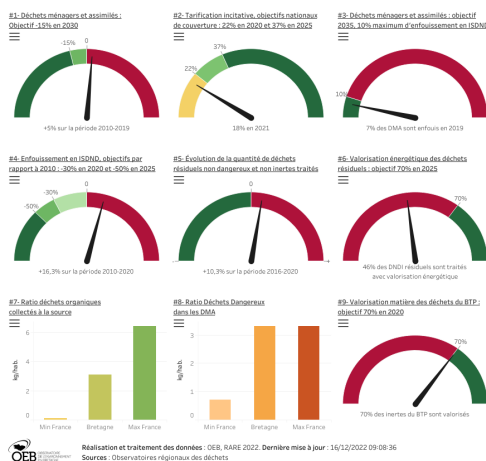 #1- Déchets ménagers et assimilés :
Objectif -15% en 2030
-15%
0
+5% sur la période 2010-2019
#2- Tarification incitative, objectifs nationaux
de couverture : 22% en 2020 et 37% en 2025
22%
37%
18% en 2021
#3- Déchets ménagers et assimilés : objectif
2035, 10% maximum d'enfouissement en ISDND
10%
7% des DMA sont enfouis en 2019
#4- Enfouissement en ISDND, objectifs par
rapport à 2010 : -30% en 2020 et -50% en 2025
-50%
-30%
0
+16,3% sur la période 2010-2020
#5- Évolution de la quantité de déchets
résiduels non dangereux et non inertes traités
0
+10,3% sur la période 2016-2020
#6- Valorisation énergétique des déchets
résiduels : objectif 70% en 2025
70%
46% des DNDI résiduels sont traités
avec valorisation énergétique
#7- Ratio déchets organiques
collectés à la source
kg/hab.
6
4
2
0
Min France
Bretagne
Max France
#8- Ratio Déchets Dangereux
dans les DMA
kg/hab.
3
2
1
0
Min France
Bretagne
Max France
#9- Valorisation matière des déchets du BTP :
objectif 70% en 2020
70%
70% des inertes du BTP sont valorisés
OEB
Réalisation et traitement des données : OEB, RARE 2022. Dernière mise à jour : 16/12/2022 09:08:36
Sources : Observatoires régionaux des déchets